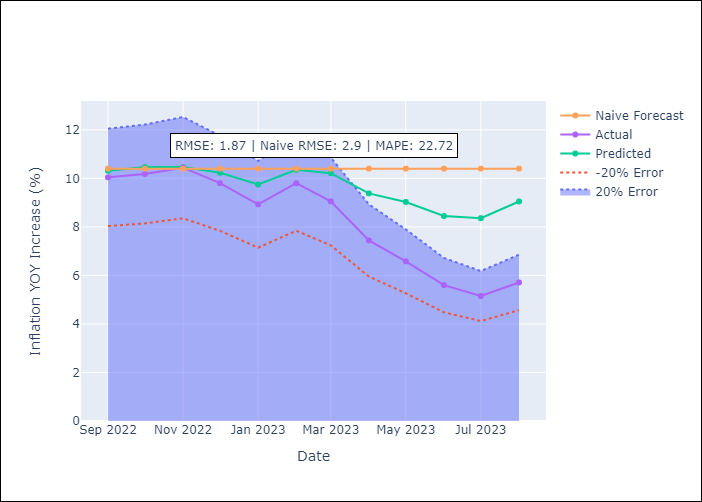 RMSE: 1.87 | Naive RMSE: 2.9 | MAPE: 22.72
Naive Forecast
Actual
Predicted
-20% Error
20% Error
Inflation YOY Increase (%)
12
10
8
6
4
2
0
Sep 2022 Nov 2022 Jan 2023 Mar 2023 May 2023 Jul 2023
Date